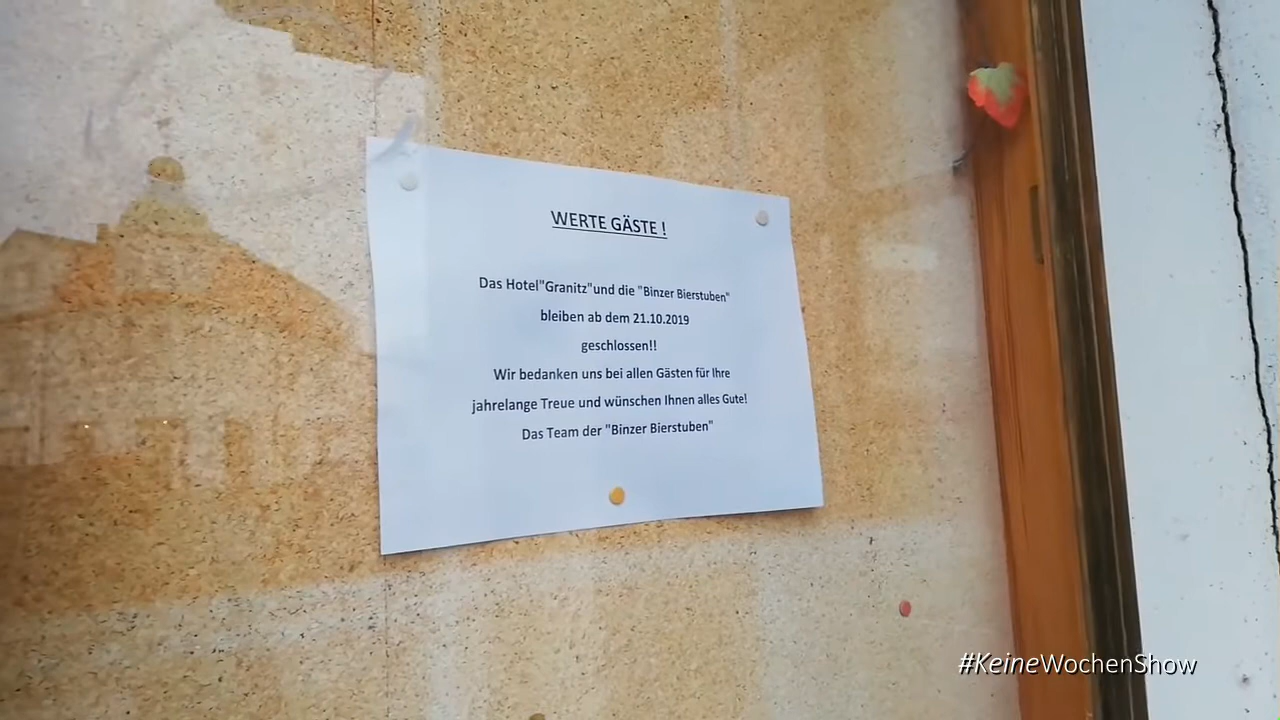 WERTE GÄSTE !
Das Hotel"Granitz"und die "Binzer Bierstuben"
bleiben ab dem 21.10.2019
geschlossen!!
Wir bedanken uns bei allen Gästen für Ihre
jahrelange Treue und wünschen Ihnen alles Gute!
Das Team der "Binzer Bierstuben"
#KeineWochenShow